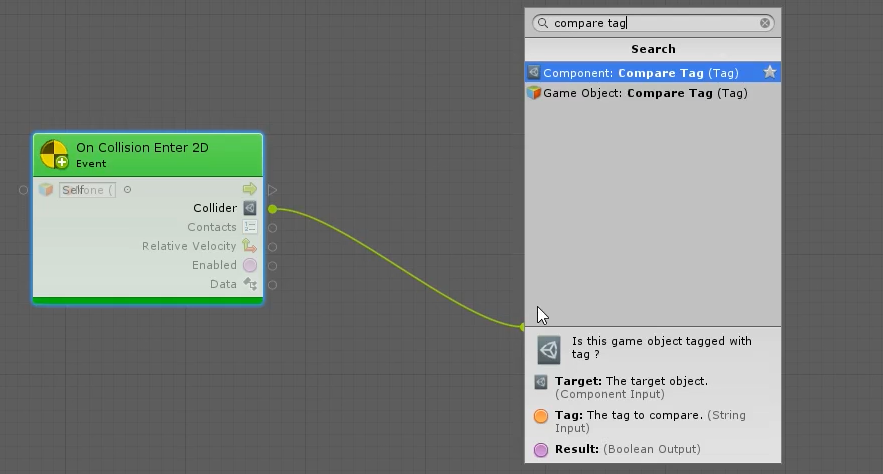 compare tag
Search
Component: Compare Tag (Tag)
Game Object: Compare Tag (Tag)
On Collision Enter 2D
Event
Self
Collider
Contacts
Relative Velocity
Enabled
Data
Is this game object tagged with
tag ?
Target: The target object.
(Component Input)
Tag: The tag to compare. (String
Input)
Result: (Boolean Output)